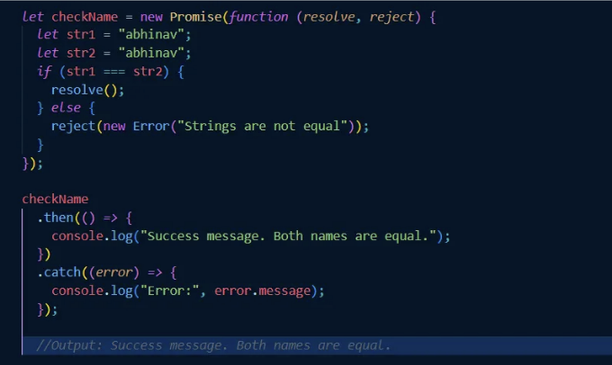 let checkName = new Promise(function (resolve, reject) {
  let str1 = "abhinav";
  let str2 = "abhinav";
  if (str1 === str2) {
    resolve();
  } else {
    reject(new Error("Strings are not equal"));
  }
});

checkName
  .then(() => {
    console.log("Success message. Both names are equal.");
  })
  .catch((error) => {
    console.log("Error:", error.message);
  });

  //Output: Success message. Both names are equal.